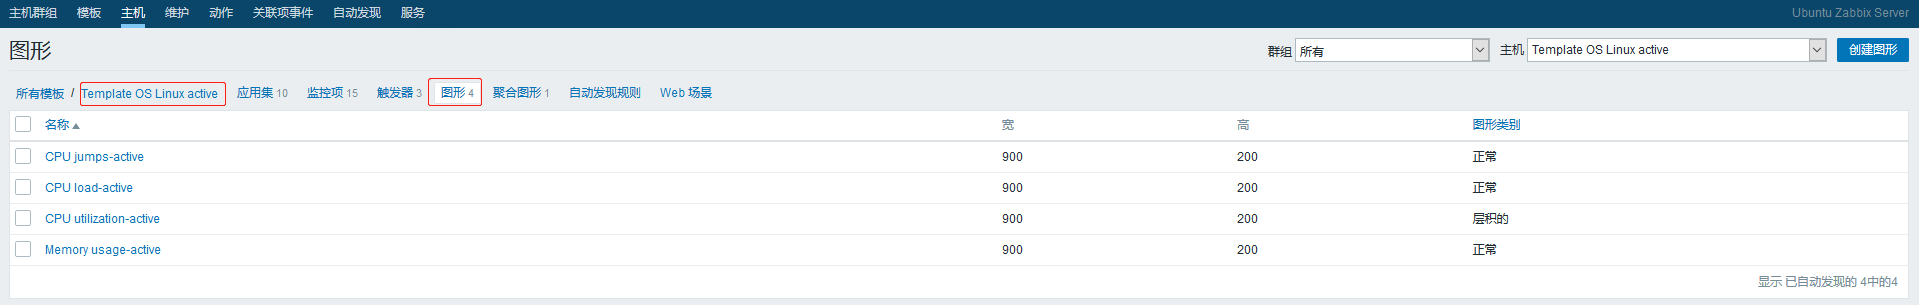 主机群组 模板 主机 维护 动作 关联项事件 自动发现 服务 Ubuntu Zabbix Server
图形 群组 所有 主机 Template OS Linux active 创建图形
所有模板 / Template OS Linux active 应用集 10 监控项 15 触发器 3 图形 4 聚合图形 1 自动发现规则 Web 场景
名称 宽 高 图形类别
CPU jumps-active 900 200 正常
CPU load-active 900 200 正常
CPU utilization-active 900 200 层积的
Memory usage-active 900 200 正常
显示 已自动发现的 4中的4